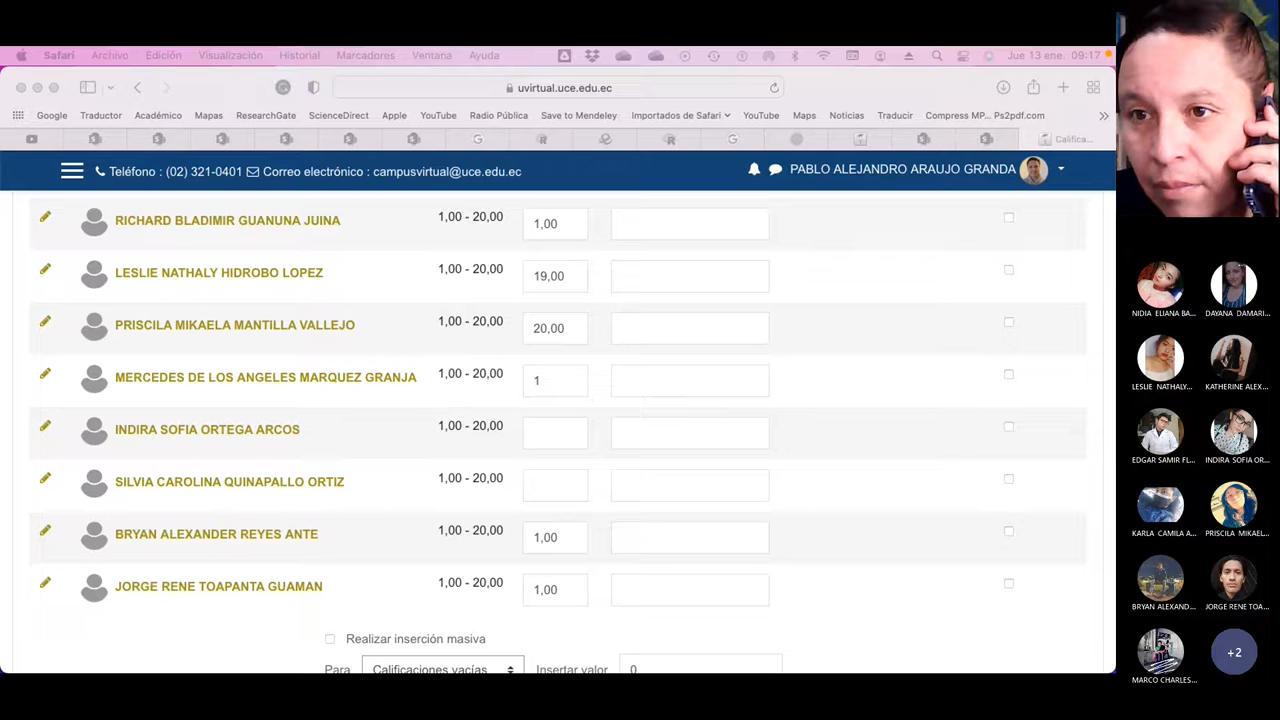 Safari Archivo Edición Visualización Historial Marcadores Ventana Ayuda Jue 13 ene. 09:17
uvirtual.uce.edu.ec
Google Traductor Académico Mapas ResearchGate ScienceDirect Apple YouTube Radio Pública Save to Mendeley Importados de Safari YouTube Maps Noticias Traducir Compress MP... Ps2pdf.com
Califica...
Teléfono : (02) 321-0401 Correo electrónico : campusvirtual@uce.edu.ec PABLO ALEJANDRO ARAUJO GRANDA
RICHARD BLADIMIR GUANUNA JUINA 1,00 - 20,00 1,00
LESLIE NATHALY HIDROBO LOPEZ 1,00 - 20,00 19,00
PRISCILA MIKAELA MANTILLA VALLEJO 1,00 - 20,00 20,00
MERCEDES DE LOS ANGELES MARQUEZ GRANJA 1,00 - 20,00 1
INDIRA SOFIA ORTEGA ARCOS 1,00 - 20,00
SILVIA CAROLINA QUINAPALLO ORTIZ 1,00 - 20,00
BRYAN ALEXANDER REYES ANTE 1,00 - 20,00 1,00
JORGE RENE TOAPANTA GUAMAN 1,00 - 20,00 1,00
Realizar inserción masiva
Para Calificaciones vacías Insertar valor 0
NIDIA ELIANA BA... DAYANA DAMARI...
LESLIE NATHALY... KATHERINE ALEX...
EDGAR SAMIR FL... INDIRA SOFIA OR...
KARLA CAMILA A... PRISCILA MIKAEL...
BRYAN ALEXAND... JORGE RENE TOA...
MARCO CHARLES... +2